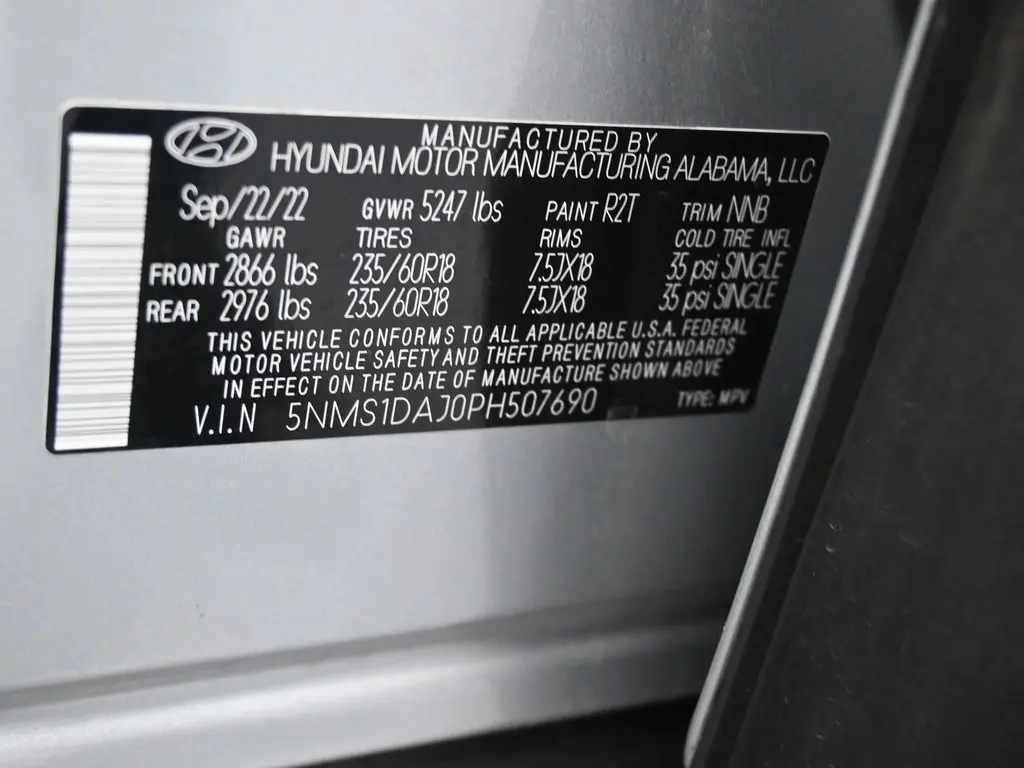 MANUFACTURED BY
HYUNDAI MOTOR MANUFACTURING ALABAMA, LLC
Sep/22/22 GVWR 5247 lbs PAINT R2T TRIM NNB
GAWR TIRES RIMS COLD TIRE INFL
FRONT 2866 lbs 235/60R18 7.5JX18 35 psi SINGLE
REAR 2976 lbs 235/60R18 7.5JX18 35 psi SINGLE
THIS VEHICLE CONFORMS TO ALL APPLICABLE U.S.A. FEDERAL
MOTOR VEHICLE SAFETY AND THEFT PREVENTION STANDARDS
IN EFFECT ON THE DATE OF MANUFACTURE SHOWN ABOVE
V.I.N 5NMS1DAJ0PH507690 TYPE: MPV